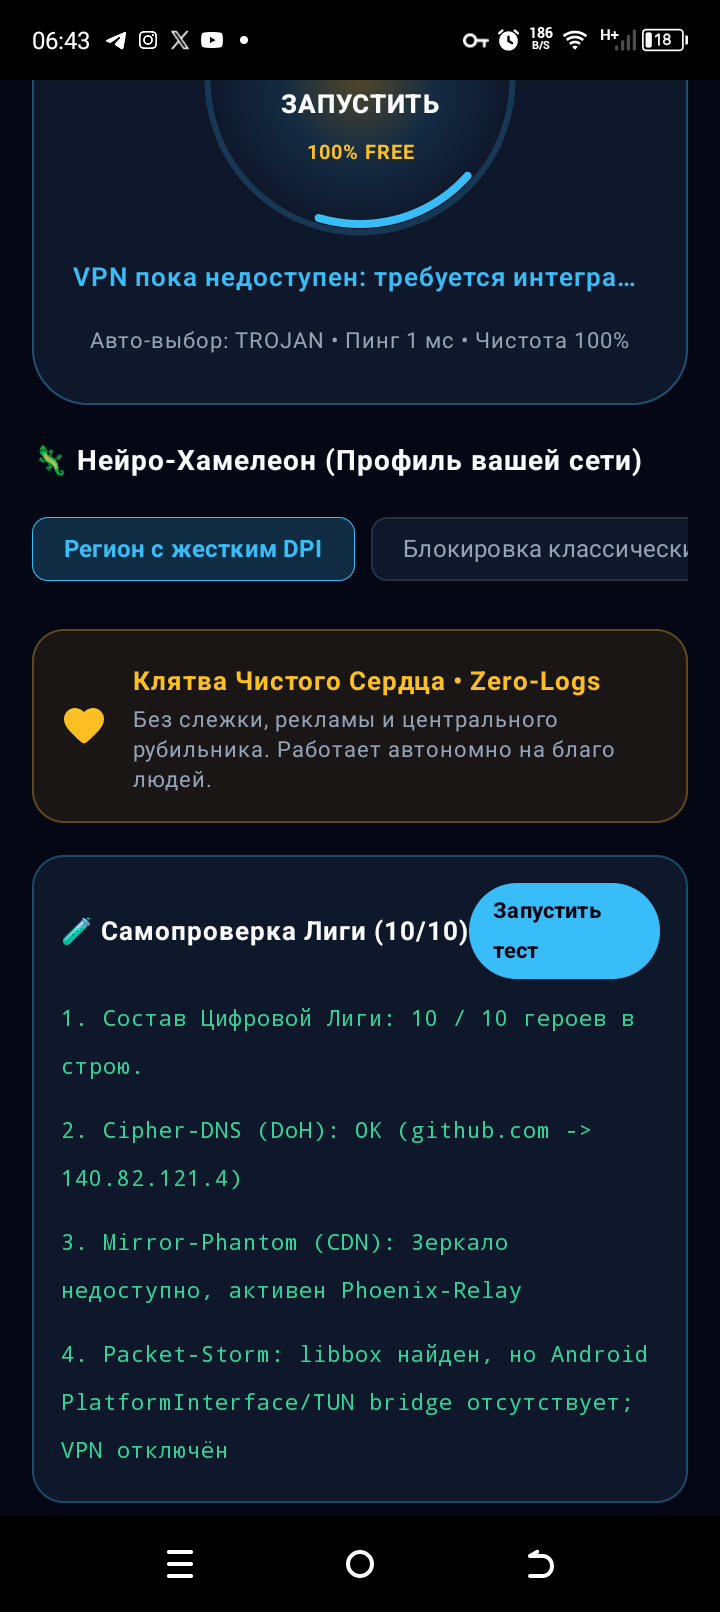 06:43
186
B/S
H+
18
ЗАПУСТИТЬ
100% FREE
VPN пока недоступен: требуется интегра…
Авто-выбор: TROJAN • Пинг 1 мс • Чистота 100%
🦎 Нейро-Хамелеон (Профиль вашей сети)
Регион с жестким DPI
Блокировка классически
Клятва Чистого Сердца • Zero-Logs
Без слежки, рекламы и центрального
рубильника. Работает автономно на благо
людей.
🧪 Самопроверка Лиги (10/10)
Запустить
тест
1. Состав Цифровой Лиги: 10 / 10 героев в
строю.
2. Cipher-DNS (DoH): OK (github.com ->
140.82.121.4)
3. Mirror-Phantom (CDN): Зеркало
недоступно, активен Phoenix-Relay
4. Packet-Storm: libbox найден, но Android
PlatformInterface/TUN bridge отсутствует;
VPN отключён